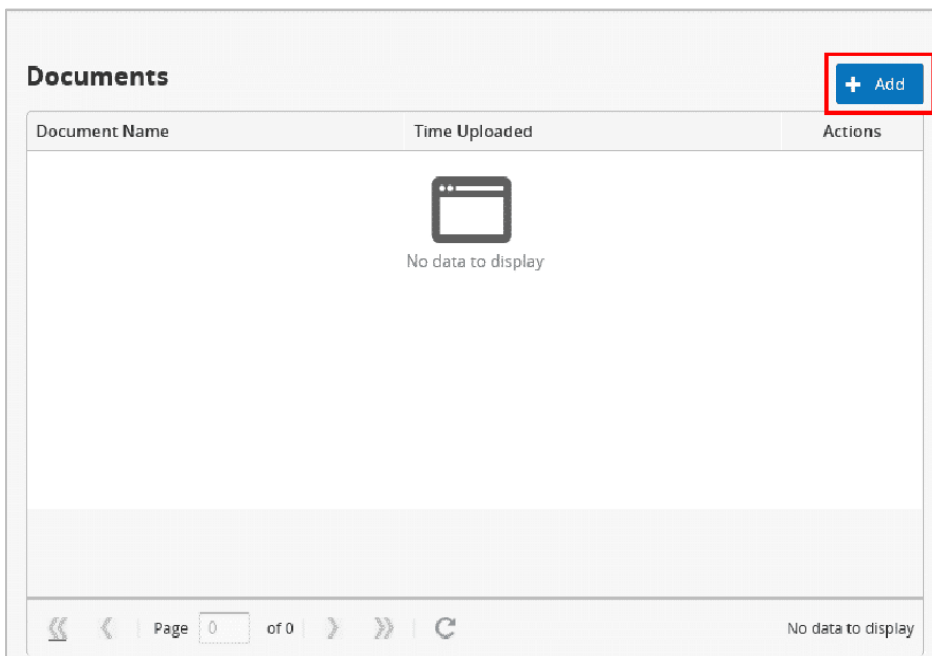 Documents
+ Add
Document Name Time Uploaded Actions
No data to display
Page 0 of 0 No data to display